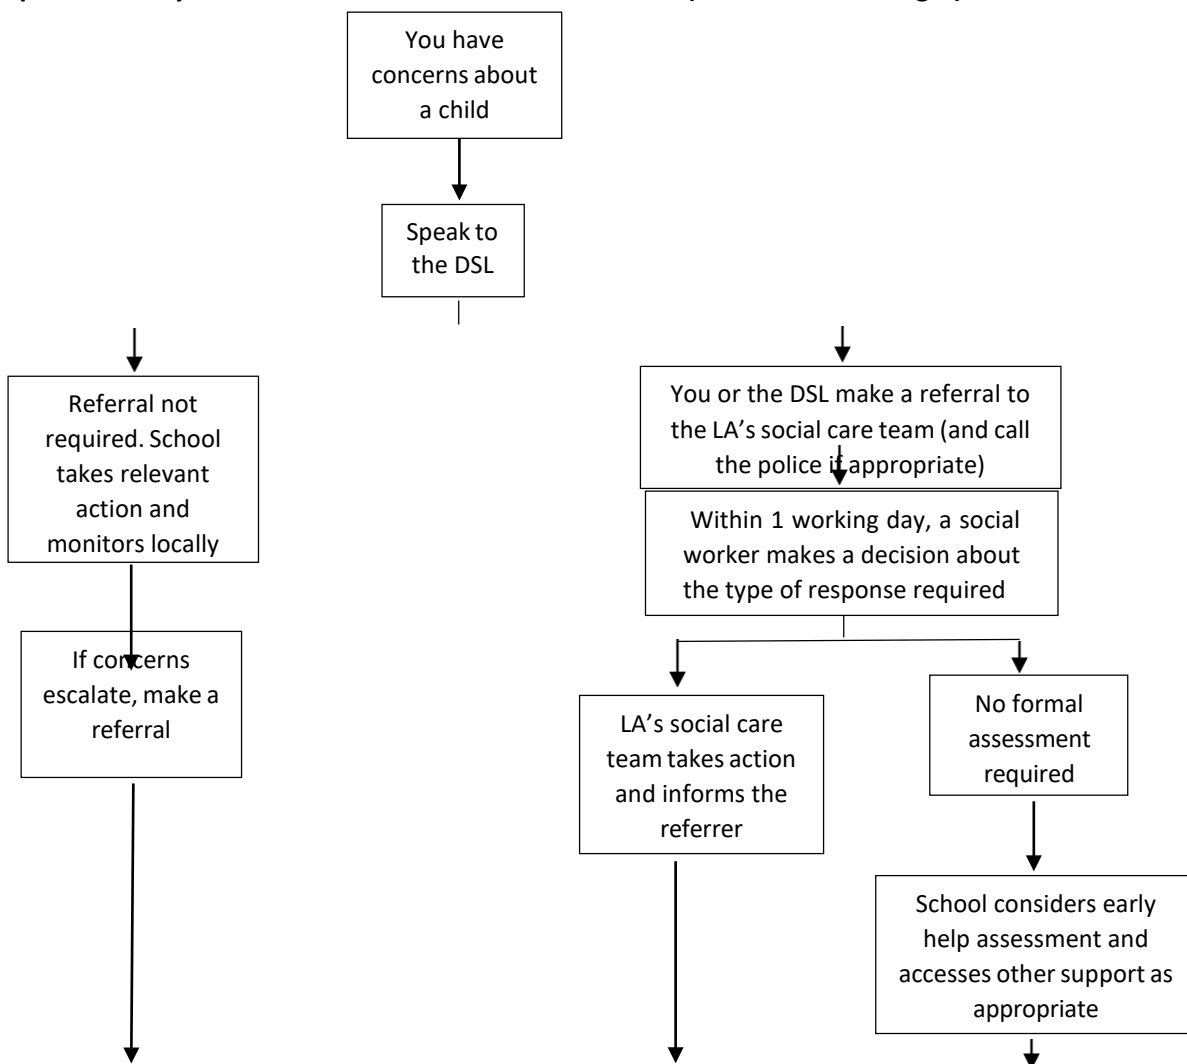 You have
concerns about
a child
Speak to
the DSL
Referral not
required. School
takes relevant
action and
monitors locally
If concerns
escalate, make a
referral
You or the DSL make a referral to
the LA’s social care team (and call
the police if appropriate)
Within 1 working day, a social
worker makes a decision about
the type of response required
LA’s social care
team takes action
and informs the
referrer
No formal
assessment
required
School considers early
help assessment and
accesses other support as
appropriate